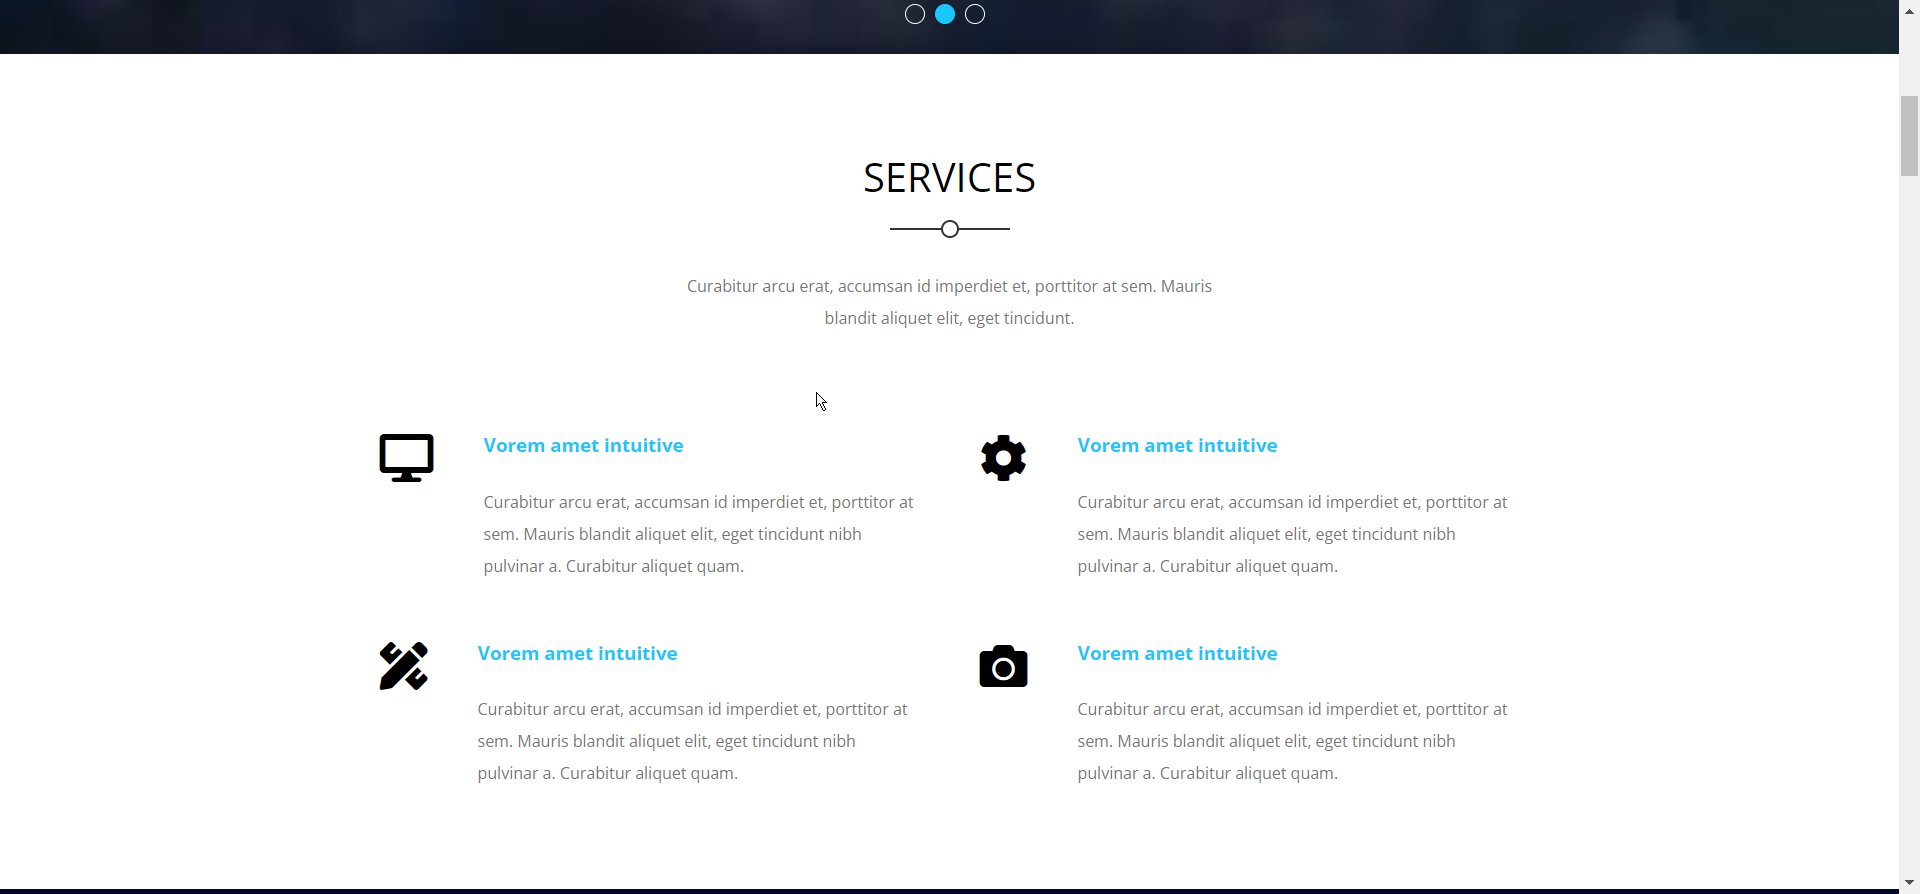 SERVICES
Curabitur arcu erat, accumsan id imperdiet et, porttitor at sem. Mauris
blandit aliquet elit, eget tincidunt.
Vorem amet intuitive
Curabitur arcu erat, accumsan id imperdiet et, porttitor at
sem. Mauris blandit aliquet elit, eget tincidunt nibh
pulvinar a. Curabitur aliquet quam.
Vorem amet intuitive
Curabitur arcu erat, accumsan id imperdiet et, porttitor at
sem. Mauris blandit aliquet elit, eget tincidunt nibh
pulvinar a. Curabitur aliquet quam.
Vorem amet intuitive
Curabitur arcu erat, accumsan id imperdiet et, porttitor at
sem. Mauris blandit aliquet elit, eget tincidunt nibh
pulvinar a. Curabitur aliquet quam.
Vorem amet intuitive
Curabitur arcu erat, accumsan id imperdiet et, porttitor at
sem. Mauris blandit aliquet elit, eget tincidunt nibh
pulvinar a. Curabitur aliquet quam.